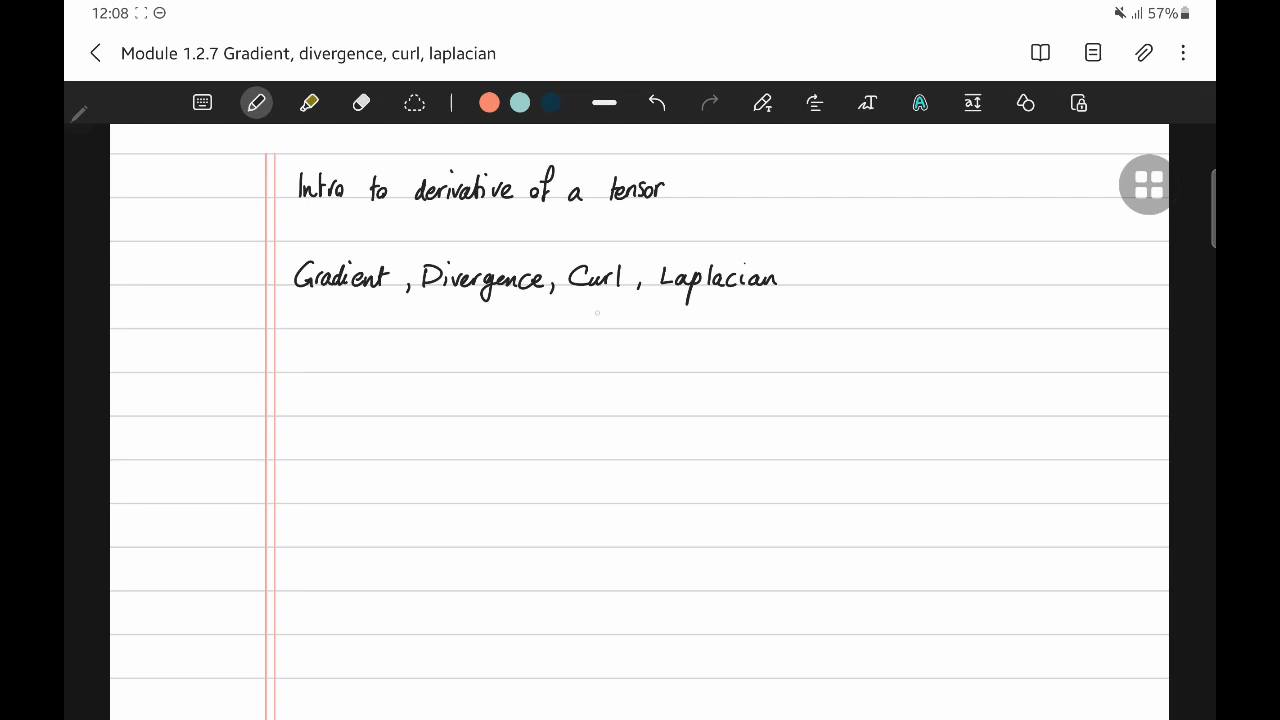 12:08 57%
Module 1.2.7 Gradient, divergence, curl, laplacian
Intro to derivative of a tensor
Gradient, Divergence, Curl, Laplacian